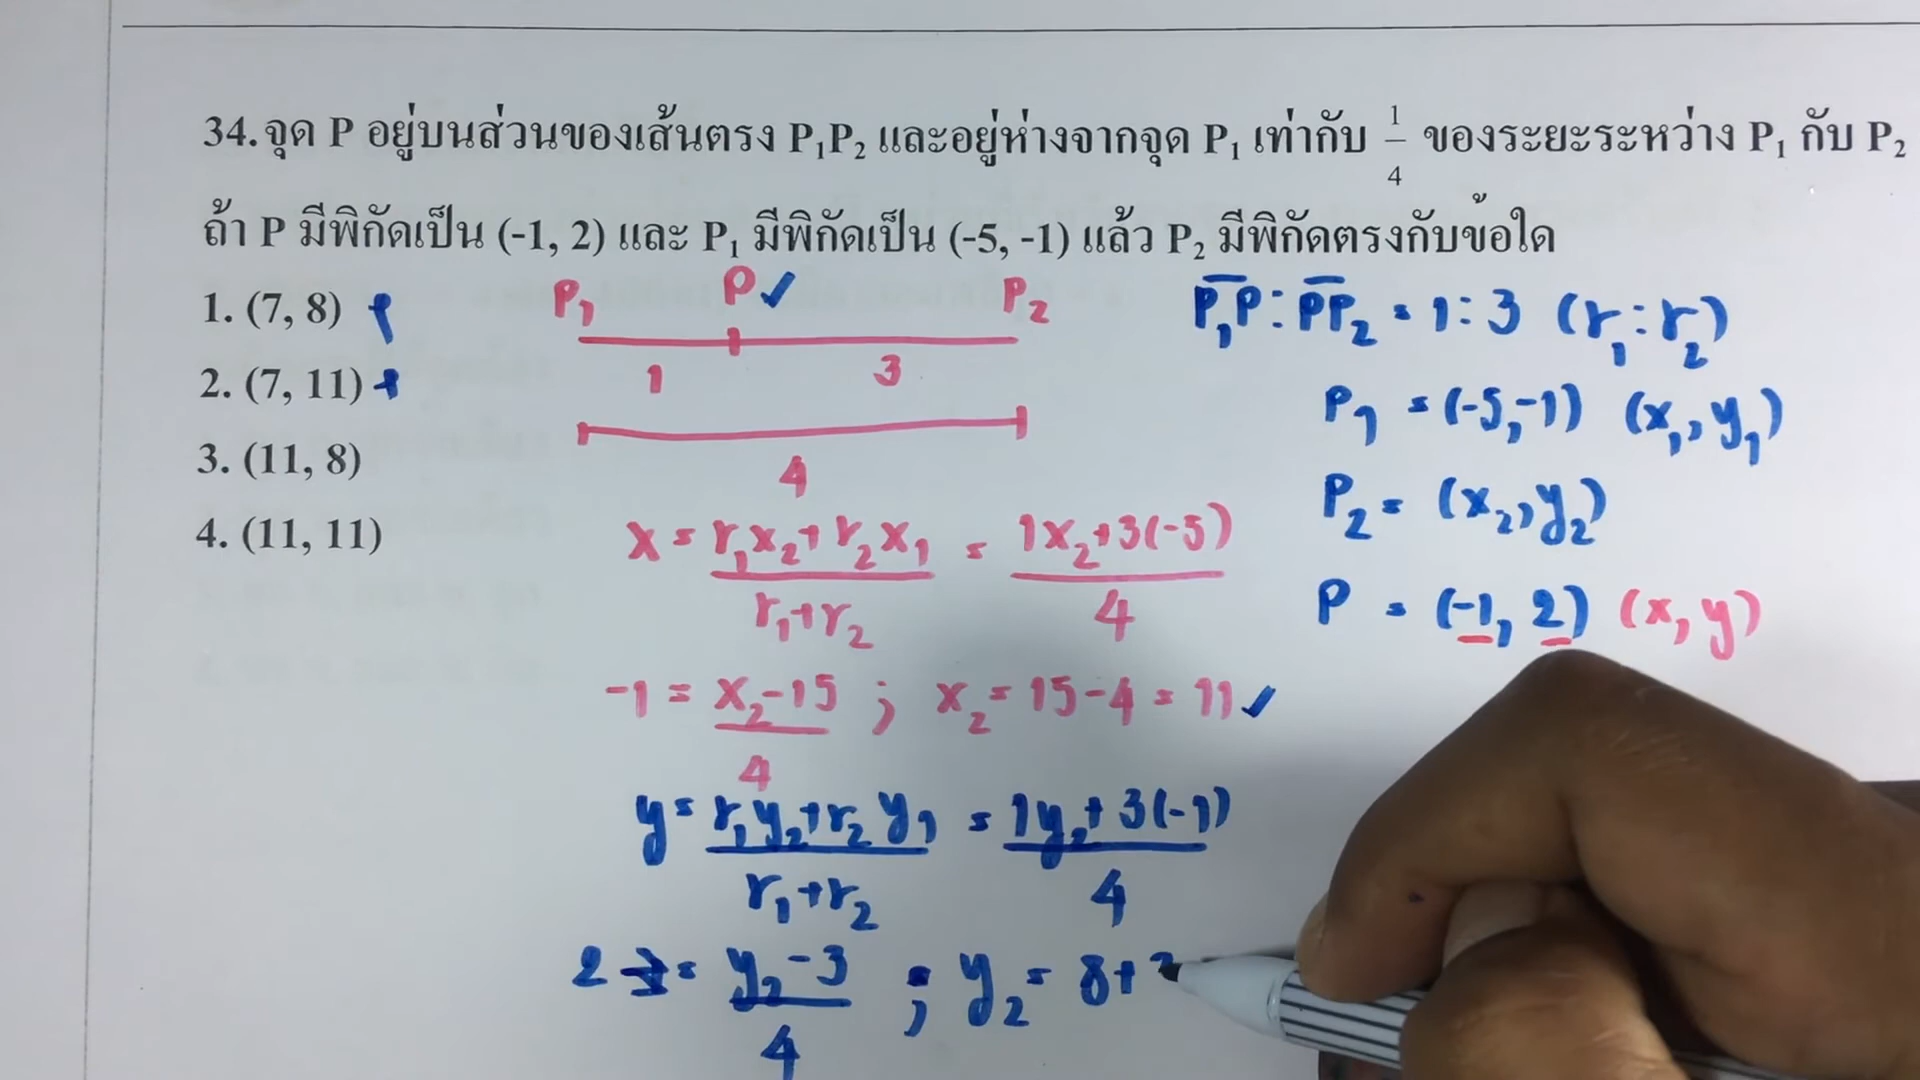 34. จุด P อยู่บนส่วนของเส้นตรง P₁P₂ และอยู่ห่างจากจุด P₁ เท่ากับ 1/4 ของระยะระหว่าง P₁ กับ P₂
ถ้า P มีพิกัดเป็น (-1, 2) และ P₁ มีพิกัดเป็น (-5, -1) แล้ว P₂ มีพิกัดตรงกับข้อใด
1. (7, 8)
2. (7, 11)
3. (11, 8)
4. (11, 11)
P₁ P ✓ P₂
1 3
4
x = (r₁x₂+r₂x₁)/(r₁+r₂) = (1x₂+3(-5))/4
-1 = (x₂-15)/4 ; x₂ = 15-4 = 11 ✓
y = (r₁y₂+r₂y₁)/(r₁+r₂) = (1y₂+3(-1))/4
2 = (y₂-3)/4 ; y₂ = 8+
P₁P : PP₂ = 1:3 (r₁:r₂)
P₁ = (-5,-1) (x₁,y₁)
P₂ = (x₂,y₂)
P = (-1, 2) (x,y)